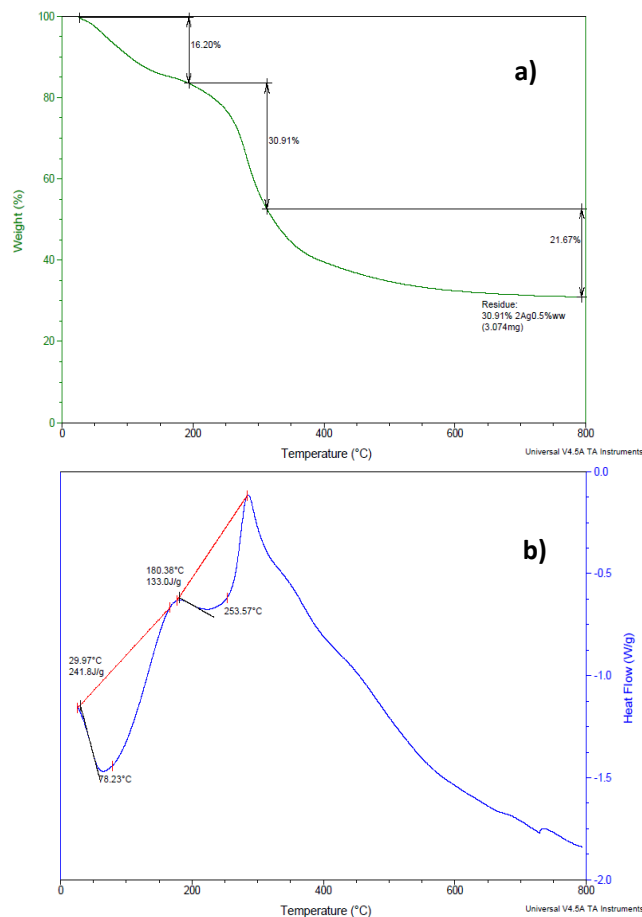 a)
100
80
60
40
20
0
Weight (%)
16.20%
30.91%
21.67%
Residue:
30.91% 2Ag0.5%ww
(3.074mg)
0
200
400
600
800
Temperature (°C)
Universal V4.5A TA Instruments
b)
0.0
-0.5
-1.0
-1.5
-2.0
Heat Flow (W/g)
180.38°C
133.0J/g
253.57°C
29.97°C
241.8J/g
78.23°C
0
200
400
600
800
Temperature (°C)
Universal V4.5A TA Instruments